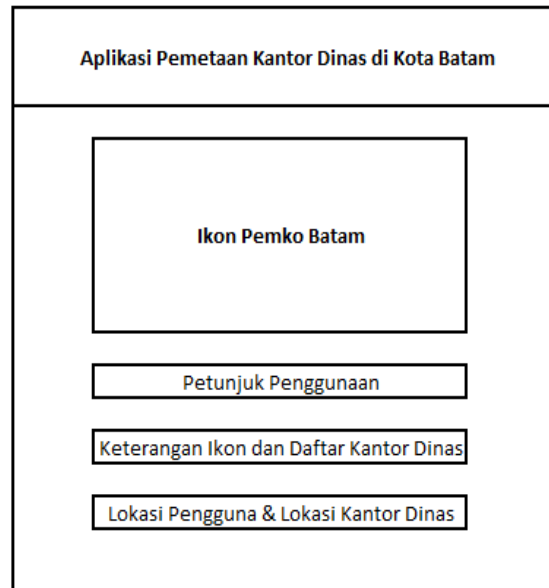 Aplikasi Pemetaan Kantor Dinas di Kota Batam
Ikon Pemko Batam
Petunjuk Penggunaan
Keterangan Ikon dan Daftar Kantor Dinas
Lokasi Pengguna & Lokasi Kantor Dinas